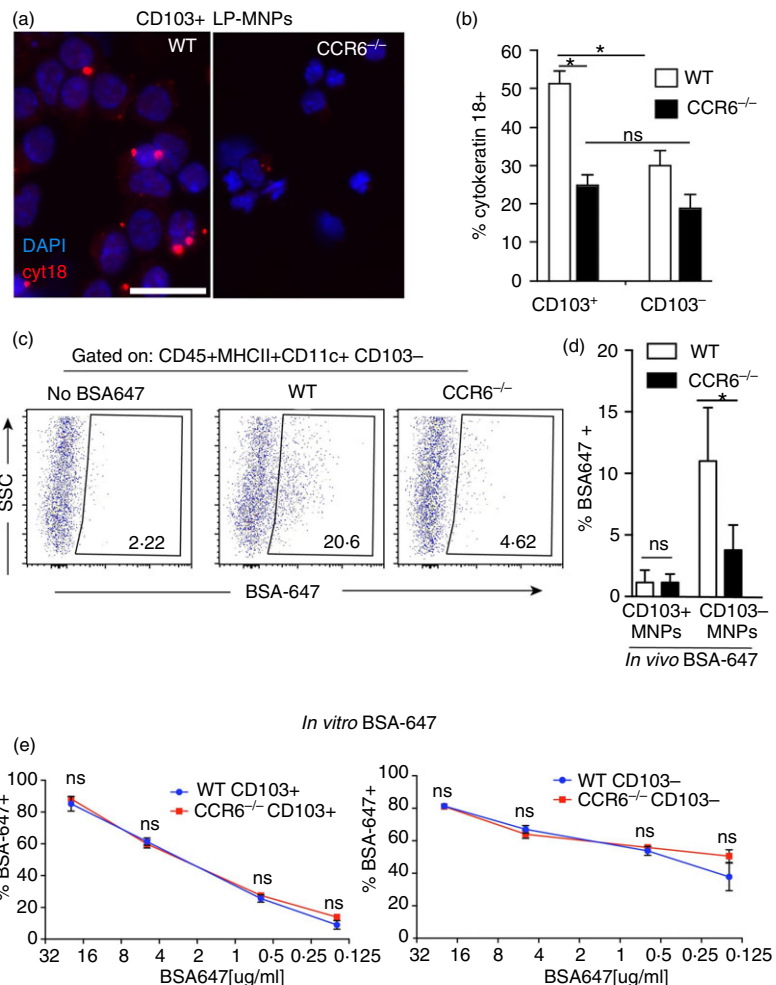 (a)
CD103+ LP-MNPs
WT
CCR6–/–
DAPI
cyt18
(b)
% cytokeratin 18+
60
50
40
30
20
10
0
*
*
ns
WT
CCR6–/–
CD103+
CD103–
(c)
Gated on: CD45+MHCII+CD11c+ CD103–
No BSA647
WT
CCR6–/–
SSC
2·22
20·6
4·62
BSA-647
(d)
% BSA647 +
20
15
10
5
0
WT
CCR6–/–
*
ns
CD103+ CD103–
MNPs MNPs
In vivo BSA-647
In vitro BSA-647
(e)
% BSA-647+
100
80
60
40
20
0
ns
ns
ns
ns
WT CD103+
CCR6–/– CD103+
32 16 8 4 2 1 0·5 0·25 0·125
BSA647[ug/ml]
% BSA-647+
100
80
60
40
20
0
ns
ns
ns
ns
WT CD103–
CCR6–/– CD103–
32 16 8 4 2 1 0·5 0·25 0·125
BSA647[ug/ml]